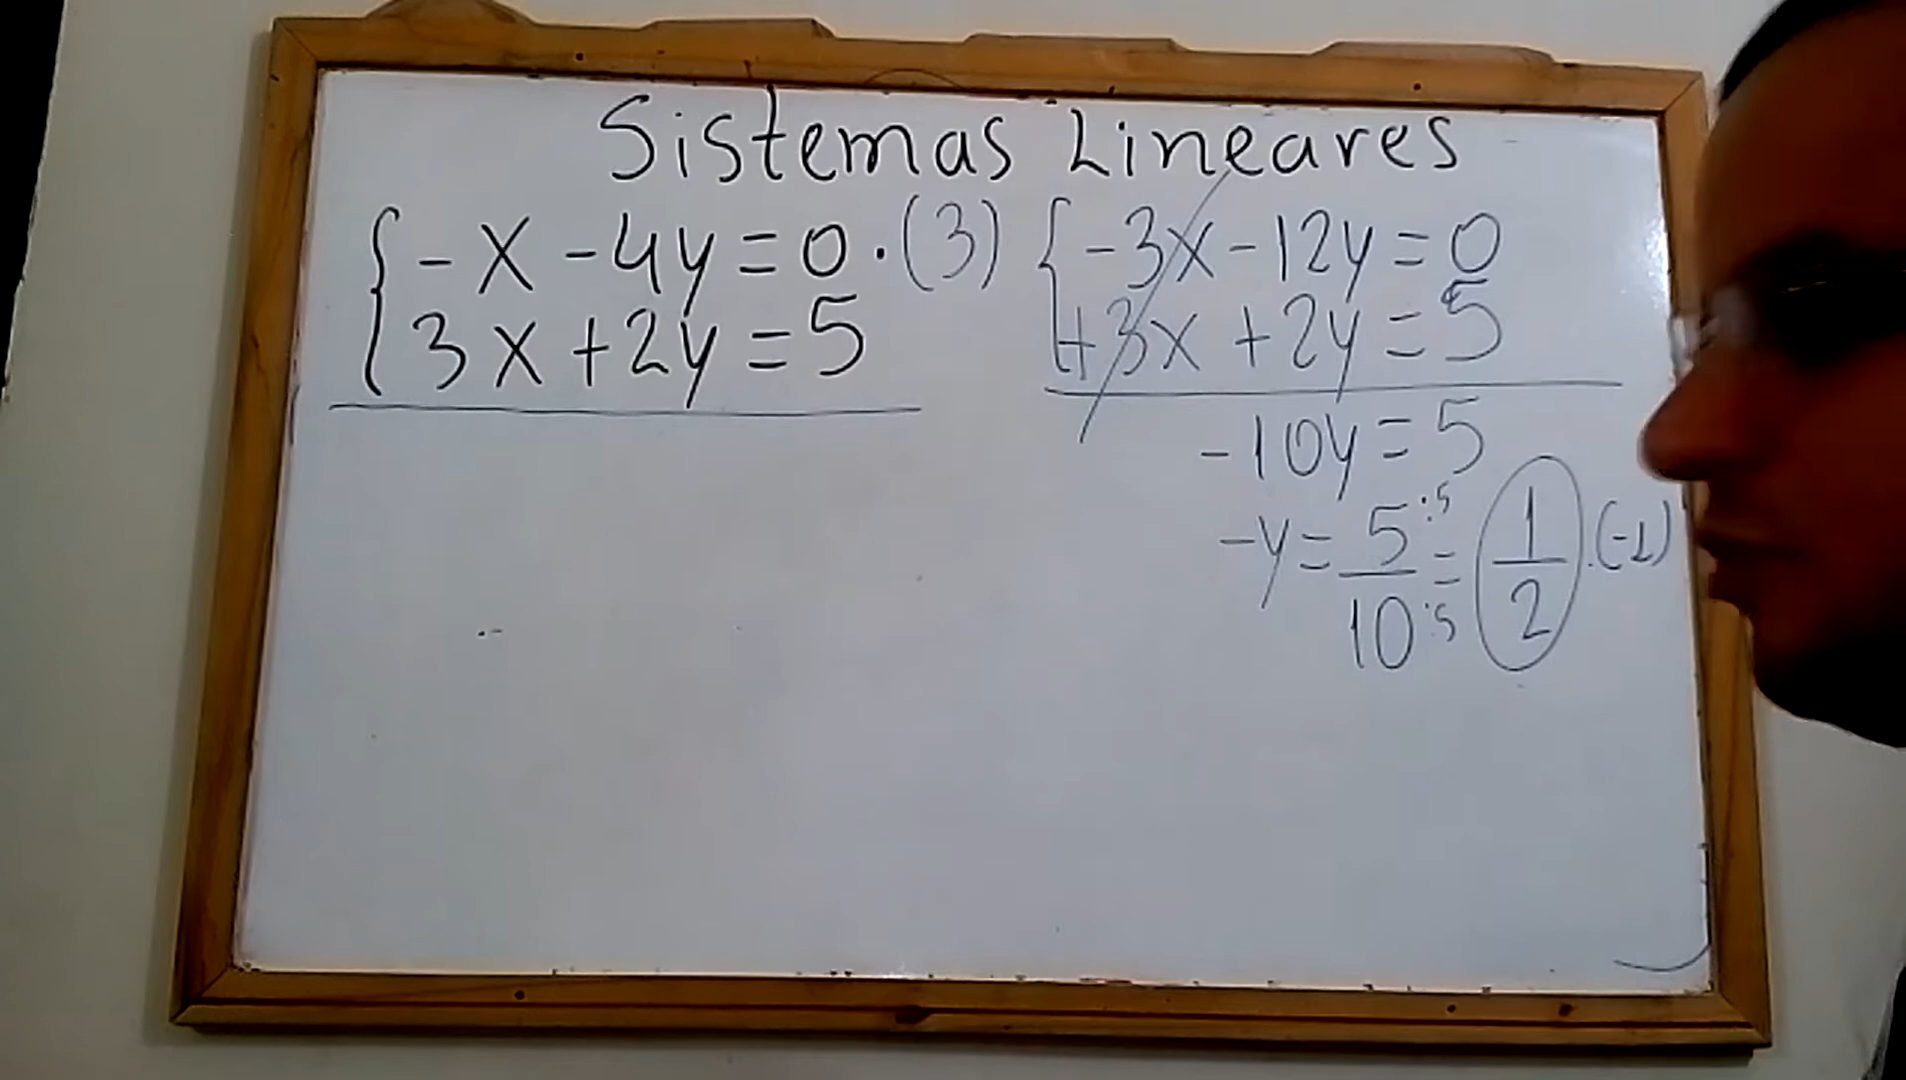 Sistemas Lineares
-x - 4y = 0 · (3)
3x + 2y = 5
-3x - 12y = 0
+3x + 2y = 5
-10y = 5
-y = 5:5 / 10:5 = 1/2 .(-1)